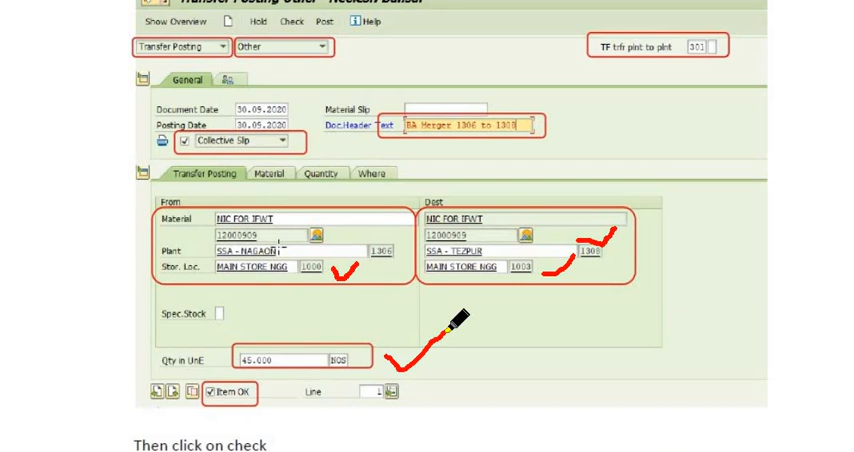 Transfer Posting Other -
Show Overview Hold Check Post Help
Transfer Posting Other TF trfr plnt to plnt 301
General
Document Date 30.09.2020 Material Slip
Posting Date 30.09.2020 Doc.Header Text BA Merger 1306 to 1308
Collective Slip
Transfer Posting Material Quantity Where
From Dest
Material NIC FOR IFWT NIC FOR IFWT
12000909 12000909
Plant SSA - NAGAON 1306 SSA - TEZPUR 1308
Stor. Loc. MAIN STORE NGG 1000 MAIN STORE NGG 1003
Spec.Stock
Qty in UnE 45.000 NOS
Item OK Line 1
Then click on check